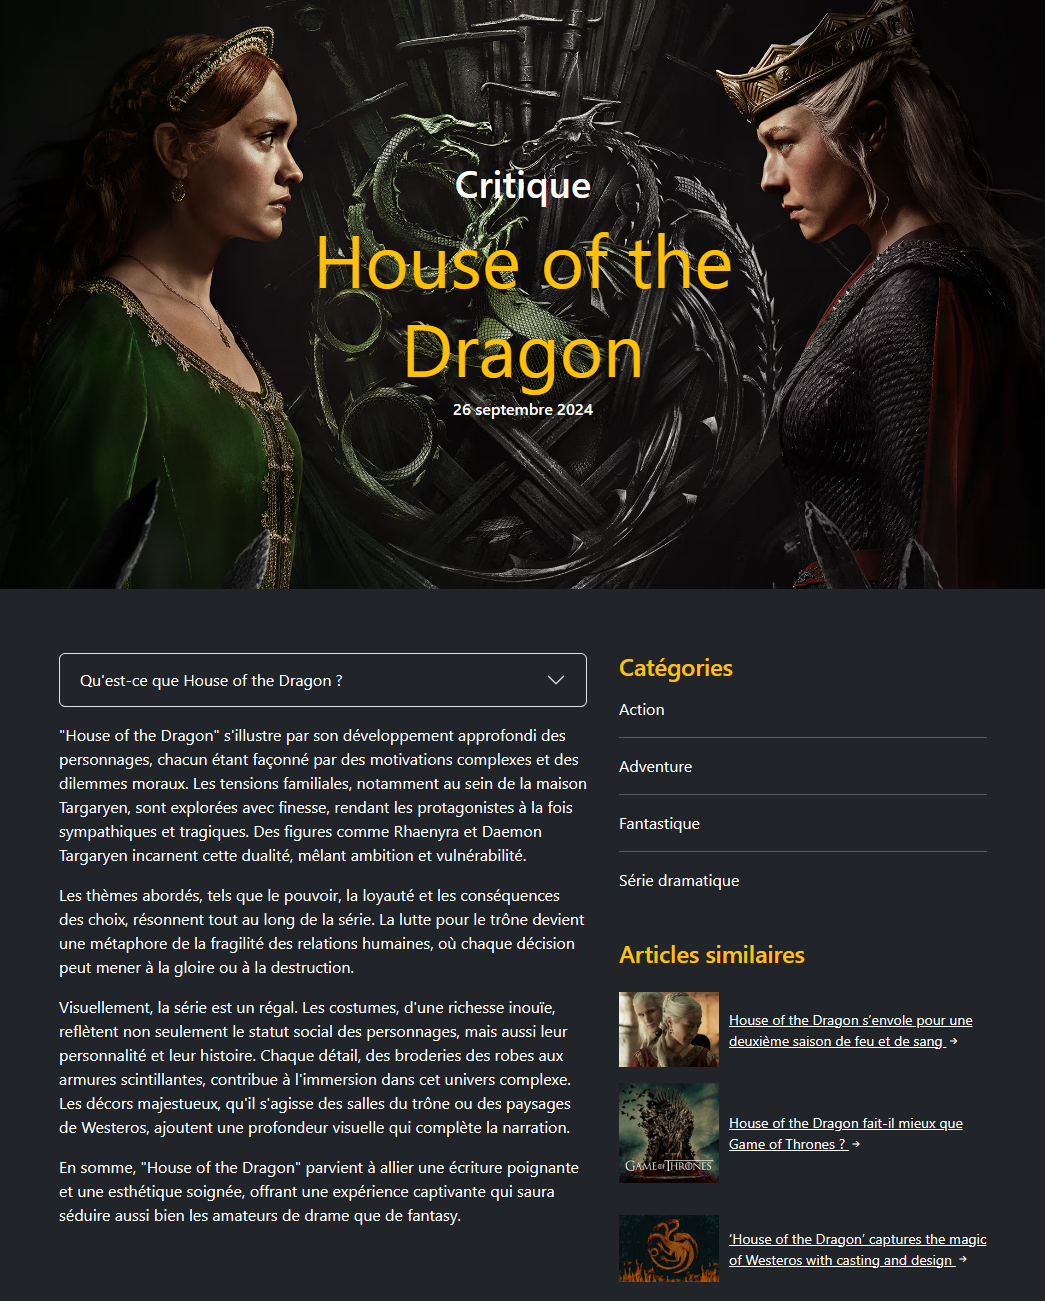 Critique
House of the
Dragon
26 septembre 2024
Qu'est-ce que House of the Dragon ?
"House of the Dragon" s'illustre par son développement approfondi des
personnages, chacun étant façonné par des motivations complexes et des
dilemmes moraux. Les tensions familiales, notamment au sein de la maison
Targaryen, sont explorées avec finesse, rendant les protagonistes à la fois
sympathiques et tragiques. Des figures comme Rhaenyra et Daemon
Targaryen incarnent cette dualité, mêlant ambition et vulnérabilité.
Les thèmes abordés, tels que le pouvoir, la loyauté et les conséquences
des choix, résonnent tout au long de la série. La lutte pour le trône devient
une métaphore de la fragilité des relations humaines, où chaque décision
peut mener à la gloire ou à la destruction.
Visuellement, la série est un régal. Les costumes, d'une richesse inouïe,
reflètent non seulement le statut social des personnages, mais aussi leur
personnalité et leur histoire. Chaque détail, des broderies des robes aux
armures scintillantes, contribue à l'immersion dans cet univers complexe.
Les décors majestueux, qu'il s'agisse des salles du trône ou des paysages
de Westeros, ajoutent une profondeur visuelle qui complète la narration.
En somme, "House of the Dragon" parvient à allier une écriture poignante
et une esthétique soignée, offrant une expérience captivante qui saura
séduire aussi bien les amateurs de drame que de fantasy.
Catégories
Action
Adventure
Fantastique
Série dramatique
Articles similaires
House of the Dragon s’envole pour une
deuxième saison de feu et de sang →
GAME OF THRONES
House of the Dragon fait-il mieux que
Game of Thrones ? →
‘House of the Dragon’ captures the magic
of Westeros with casting and design →